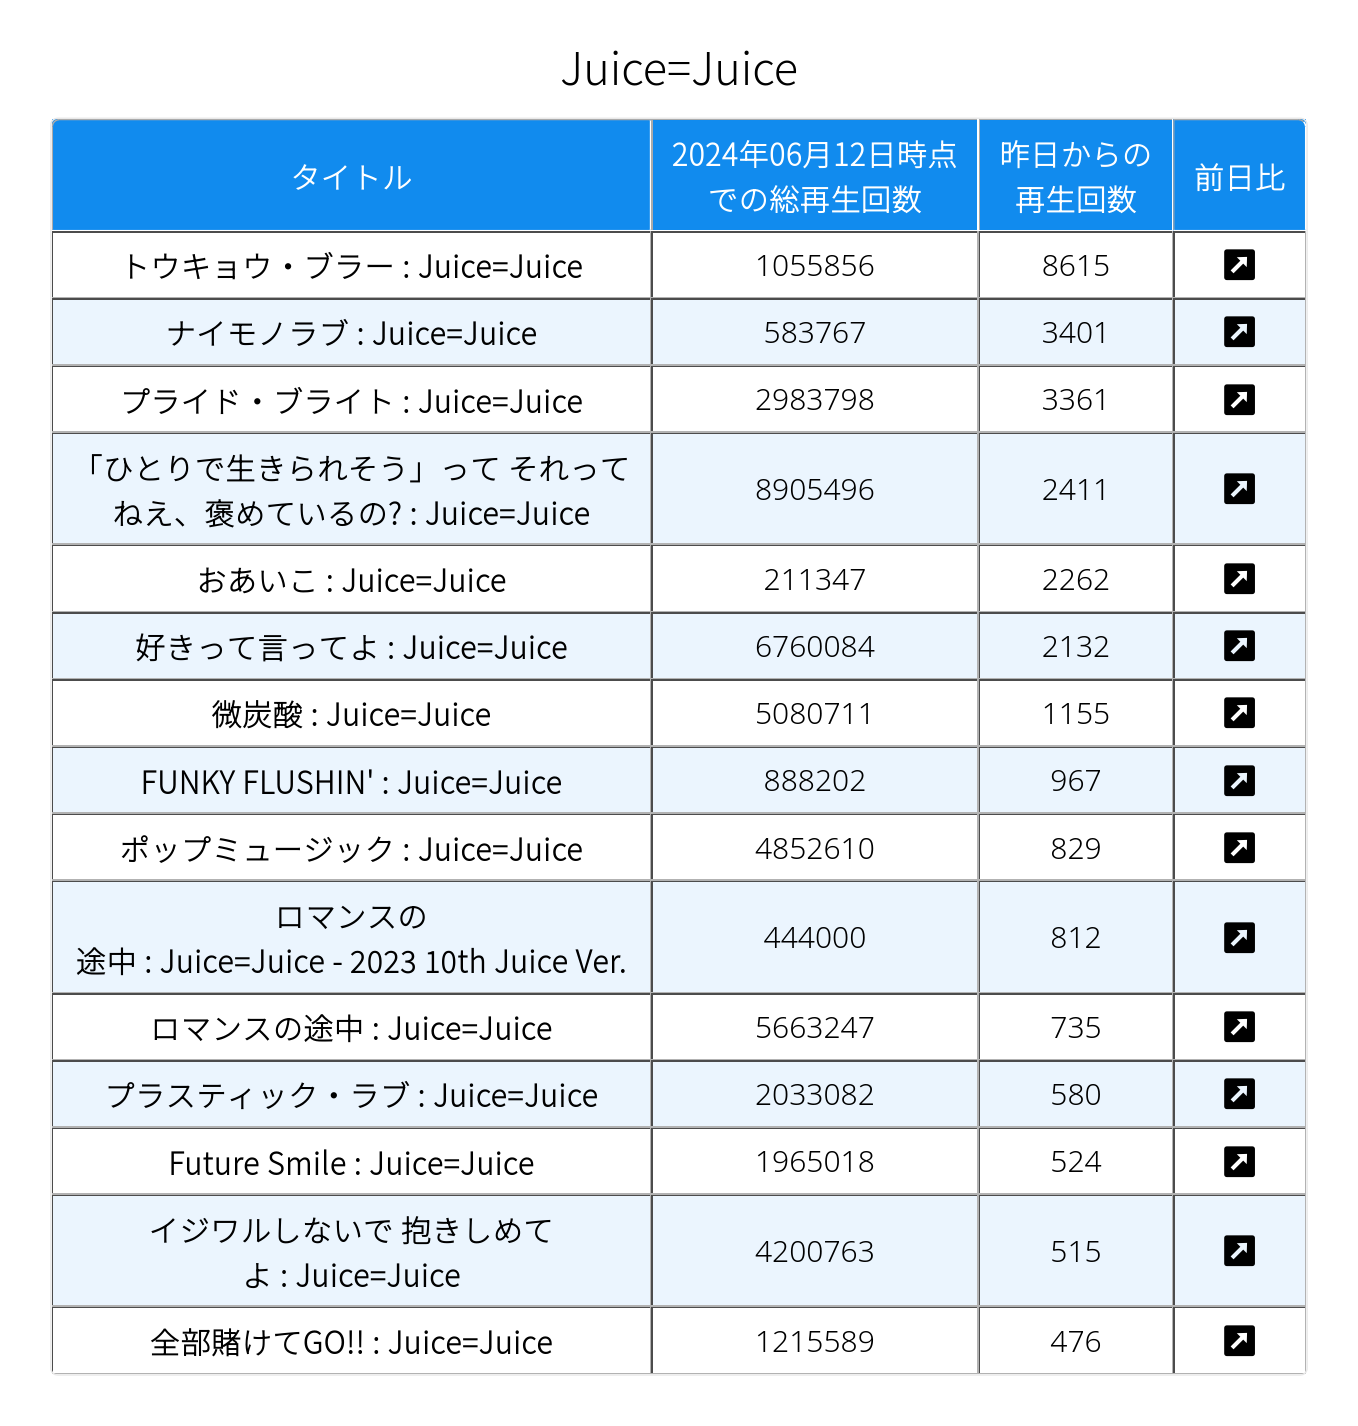 Juice=Juice
タイトル
2024年06月12日時点
での総再生回数
昨日からの
再生回数
前日比
トウキョウ・ブラー : Juice=Juice 1055856 8615
ナイモノラブ : Juice=Juice 583767 3401
プライド・ブライト : Juice=Juice 2983798 3361
「ひとりで生きられそう」って それって
ねえ、褒めているの? : Juice=Juice
8905496 2411
おあいこ : Juice=Juice 211347 2262
好きって言ってよ : Juice=Juice 6760084 2132
微炭酸 : Juice=Juice 5080711 1155
FUNKY FLUSHIN' : Juice=Juice 888202 967
ポップミュージック : Juice=Juice 4852610 829
ロマンスの
途中 : Juice=Juice - 2023 10th Juice Ver.
444000 812
ロマンスの途中 : Juice=Juice 5663247 735
プラスティック・ラブ : Juice=Juice 2033082 580
Future Smile : Juice=Juice 1965018 524
イジワルしないで 抱きしめて
よ : Juice=Juice
4200763 515
全部賭けてGO!! : Juice=Juice 1215589 476